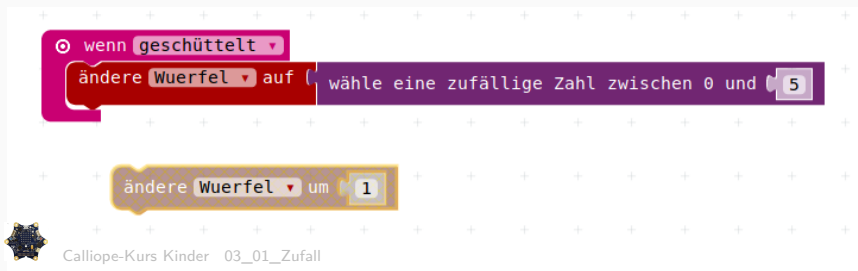 wenn geschüttelt
ändere Wuerfel auf wähle eine zufällige Zahl zwischen 0 und 5
ändere Wuerfel um 1
Calliope-Kurs Kinder 03_01_Zufall